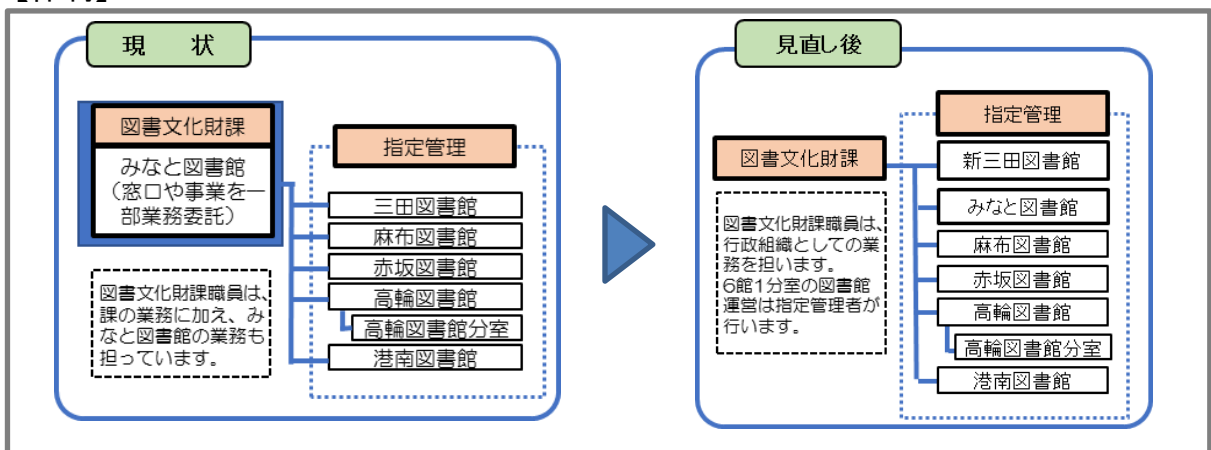 現　状
図書文化財課
みなと図書館
（窓口や事業を一
部業務委託）
図書文化財課職員は、
課の業務に加え、み
なと図書館の業務も
担っています。
指定管理
三田図書館
麻布図書館
赤坂図書館
高輪図書館
高輪図書館分室
港南図書館
見直し後
図書文化財課
図書文化財課職員は、
行政組織としての業
務を担います。
6館1分室の図書館
運営は指定管理者が
行います。
指定管理
新三田図書館
みなと図書館
麻布図書館
赤坂図書館
高輪図書館
高輪図書館分室
港南図書館